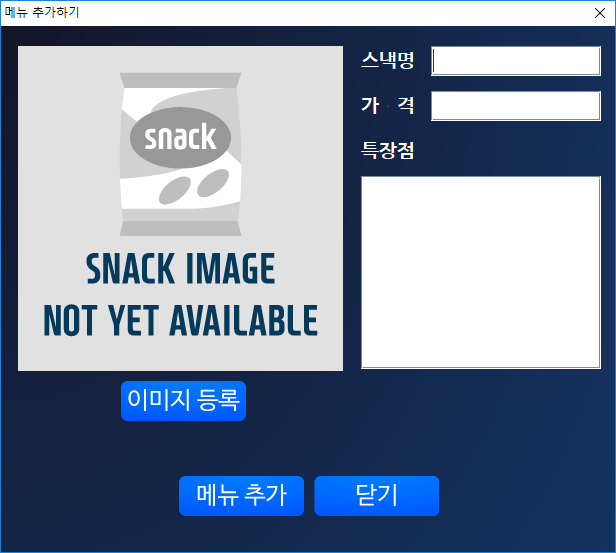 메뉴 추가하기
snack
SNACK IMAGE
NOT YET AVAILABLE
스낵명
가 격
특장점
이미지 등록
메뉴 추가
닫기